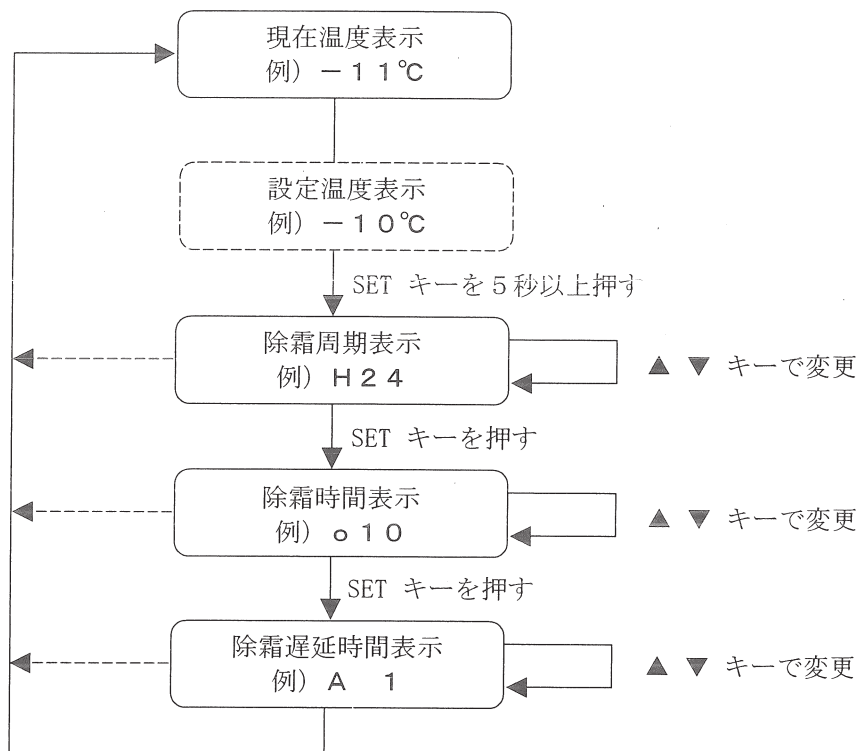 現在温度表示
例) －１１℃
設定温度表示
例) －１０℃
SET キーを５秒以上押す
除霜周期表示
例) Ｈ２４
▲ ▼ キーで変更
SET キーを押す
除霜時間表示
例) ｏ１０
▲ ▼ キーで変更
SET キーを押す
除霜遅延時間表示
例) Ａ　１
▲ ▼ キーで変更